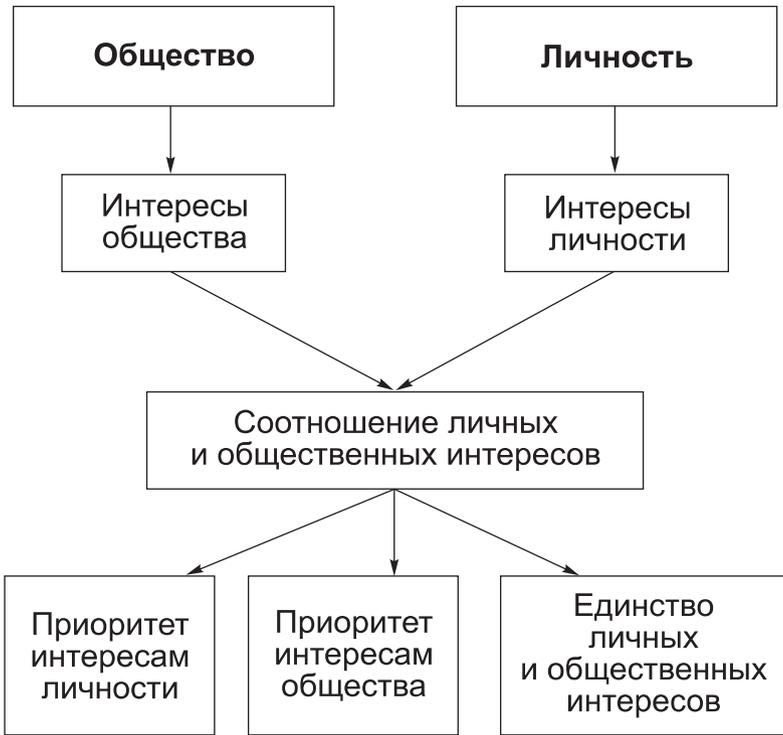 Общество
Личность
Интересы
общества
Интересы
личности
Соотношение личных
и общественных интересов
Приоритет
интересам
личности
Приоритет
интересам
общества
Единство
личных
и общественных
интересов